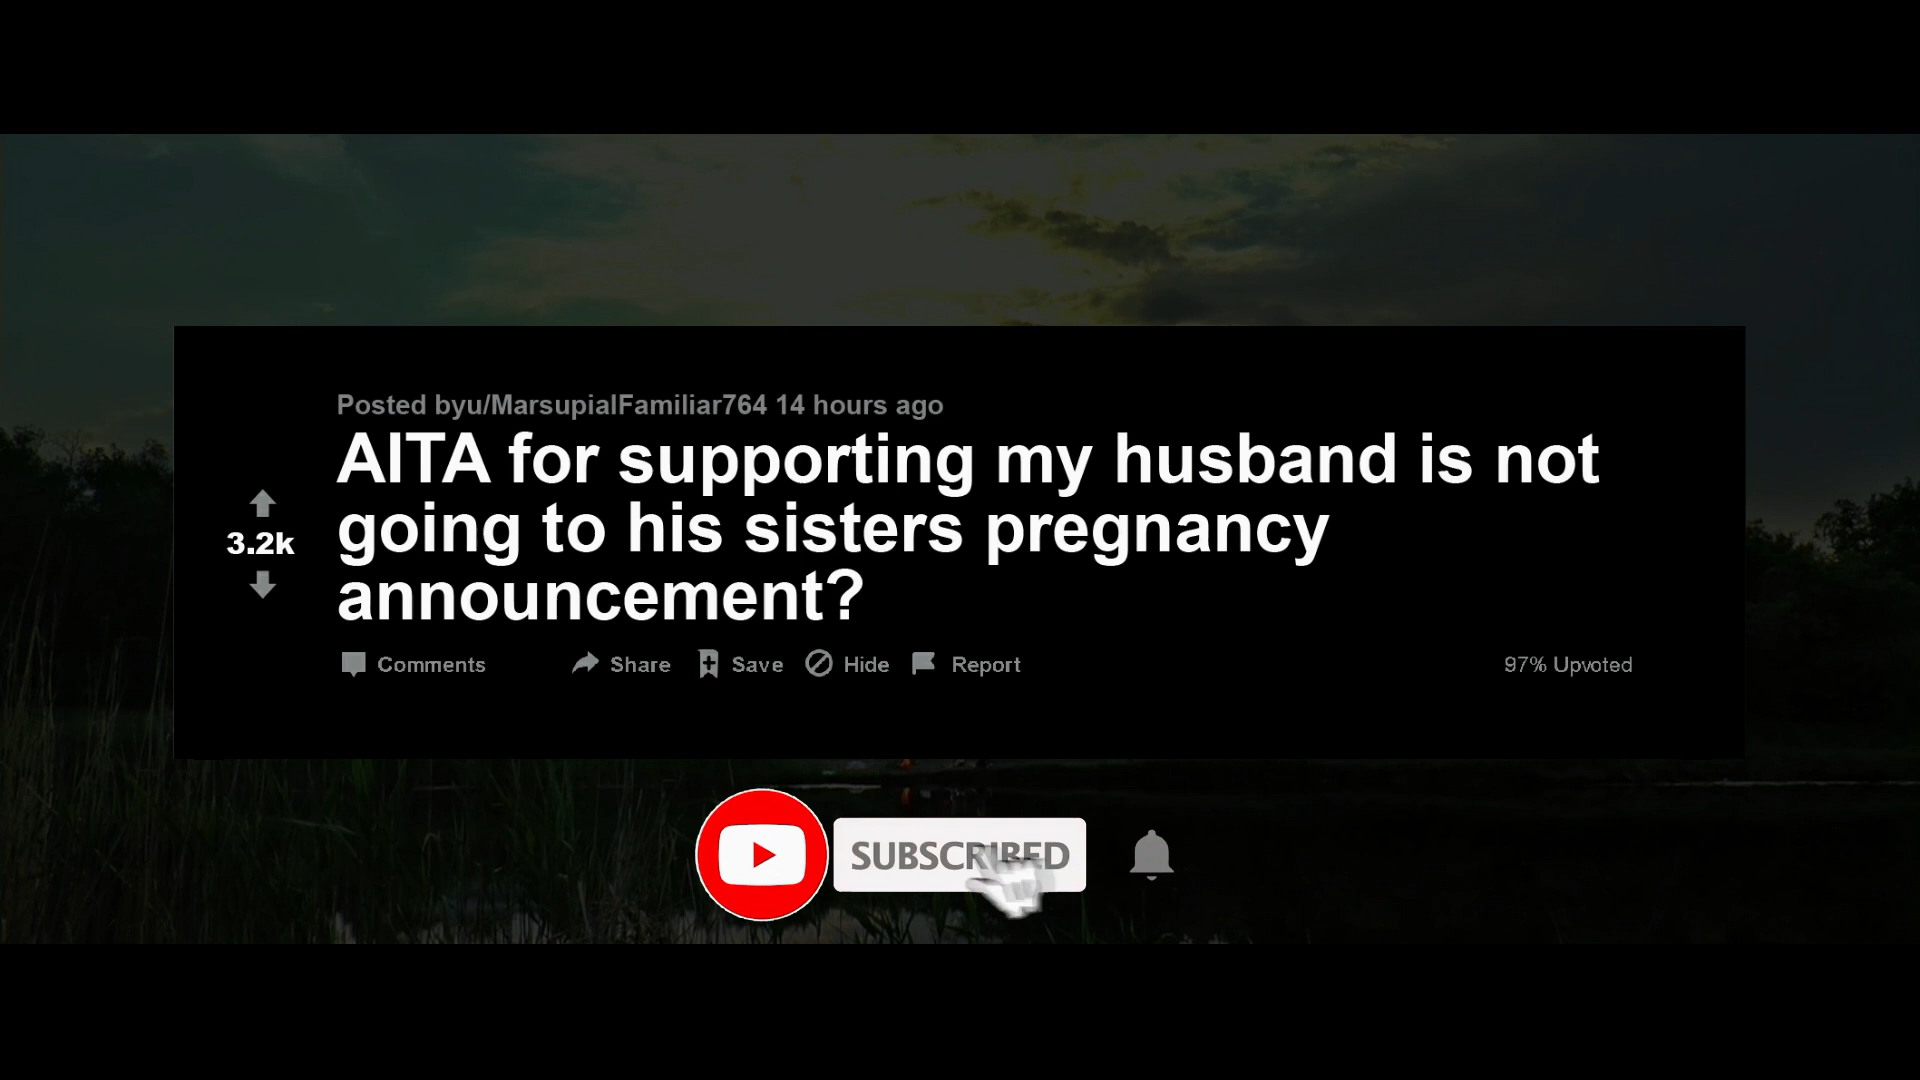 Posted byu/MarsupialFamiliar764 14 hours ago
AITA for supporting my husband is not
going to his sisters pregnancy
announcement?
3.2k
Comments Share Save Hide Report 97% Upvoted
SUBSCRIBED